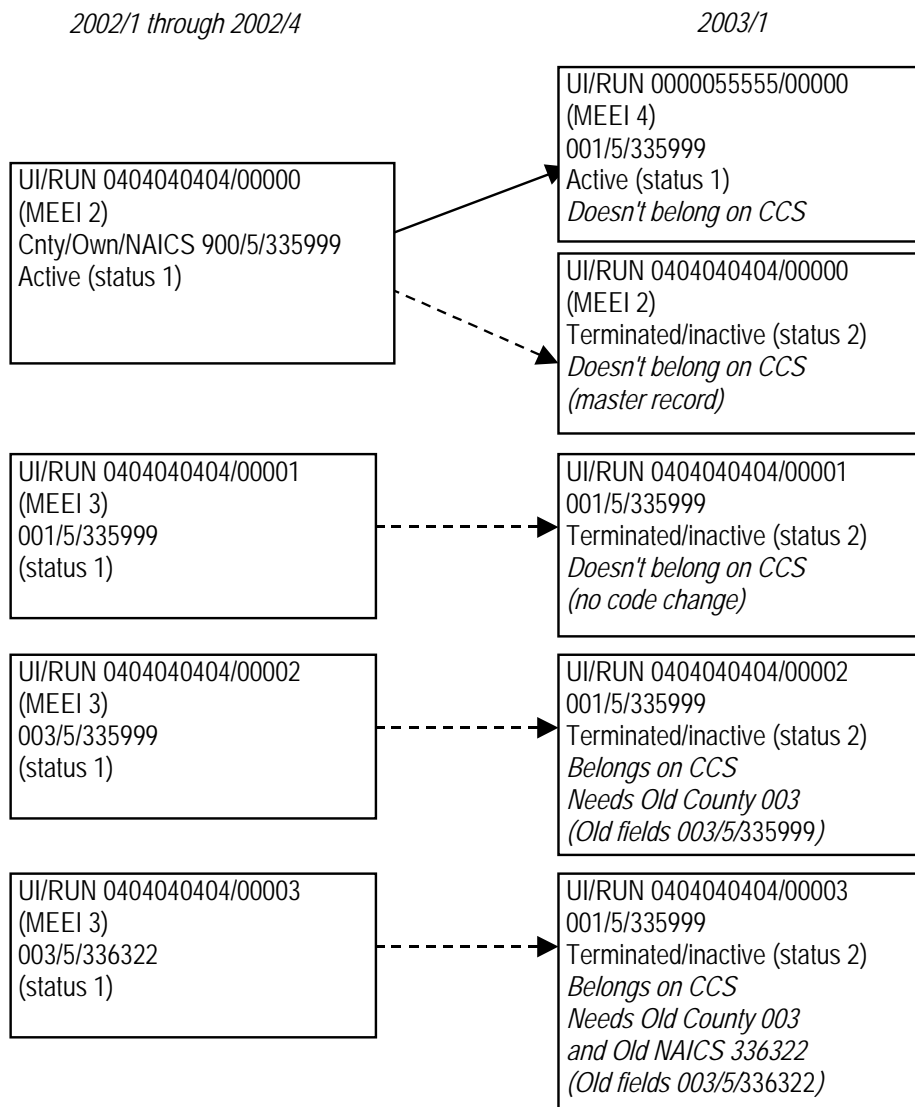 2002/1 through 2002/4
2003/1
UI/RUN 0404040404/00000
(MEEI 2)
Cnty/Own/NAICS 900/5/335999
Active (status 1)
UI/RUN 0000055555/00000
(MEEI 4)
001/5/335999
Active (status 1)
Doesn't belong on CCS
UI/RUN 0404040404/00000
(MEEI 2)
Terminated/inactive (status 2)
Doesn't belong on CCS
(master record)
UI/RUN 0404040404/00001
(MEEI 3)
001/5/335999
(status 1)
UI/RUN 0404040404/00001
001/5/335999
Terminated/inactive (status 2)
Doesn't belong on CCS
(no code change)
UI/RUN 0404040404/00002
(MEEI 3)
003/5/335999
(status 1)
UI/RUN 0404040404/00002
001/5/335999
Terminated/inactive (status 2)
Belongs on CCS
Needs Old County 003
(Old fields 003/5/335999)
UI/RUN 0404040404/00003
(MEEI 3)
003/5/336322
(status 1)
UI/RUN 0404040404/00003
001/5/335999
Terminated/inactive (status 2)
Belongs on CCS
Needs Old County 003
and Old NAICS 336322
(Old fields 003/5/336322)